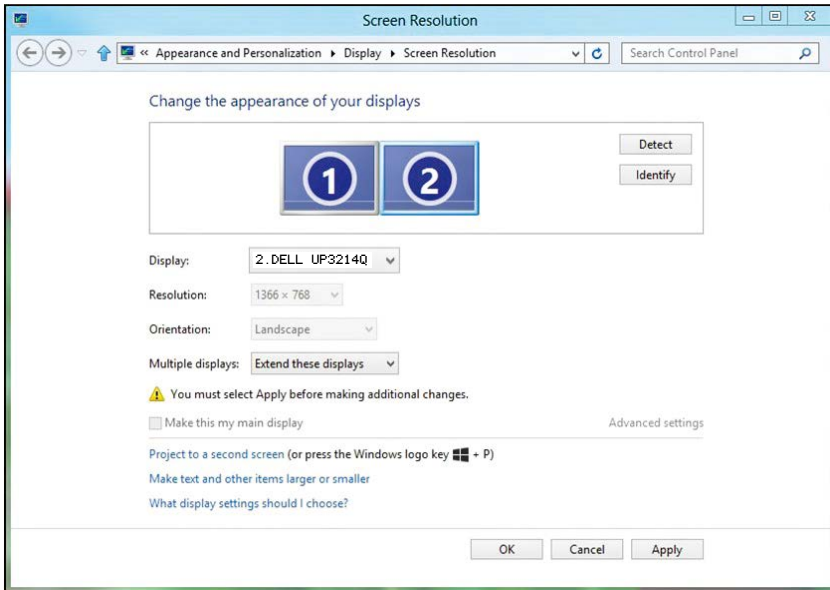 Screen Resolution
« Appearance and Personalization ▸ Display ▸ Screen Resolution
Search Control Panel
Change the appearance of your displays
1 2
Detect
Identify
Display: 2.DELL UP3214Q
Resolution: 1366 × 768
Orientation: Landscape
Multiple displays: Extend these displays
You must select Apply before making additional changes.
Make this my main display Advanced settings
Project to a second screen (or press the Windows logo key + P)
Make text and other items larger or smaller
What display settings should I choose?
OK Cancel Apply